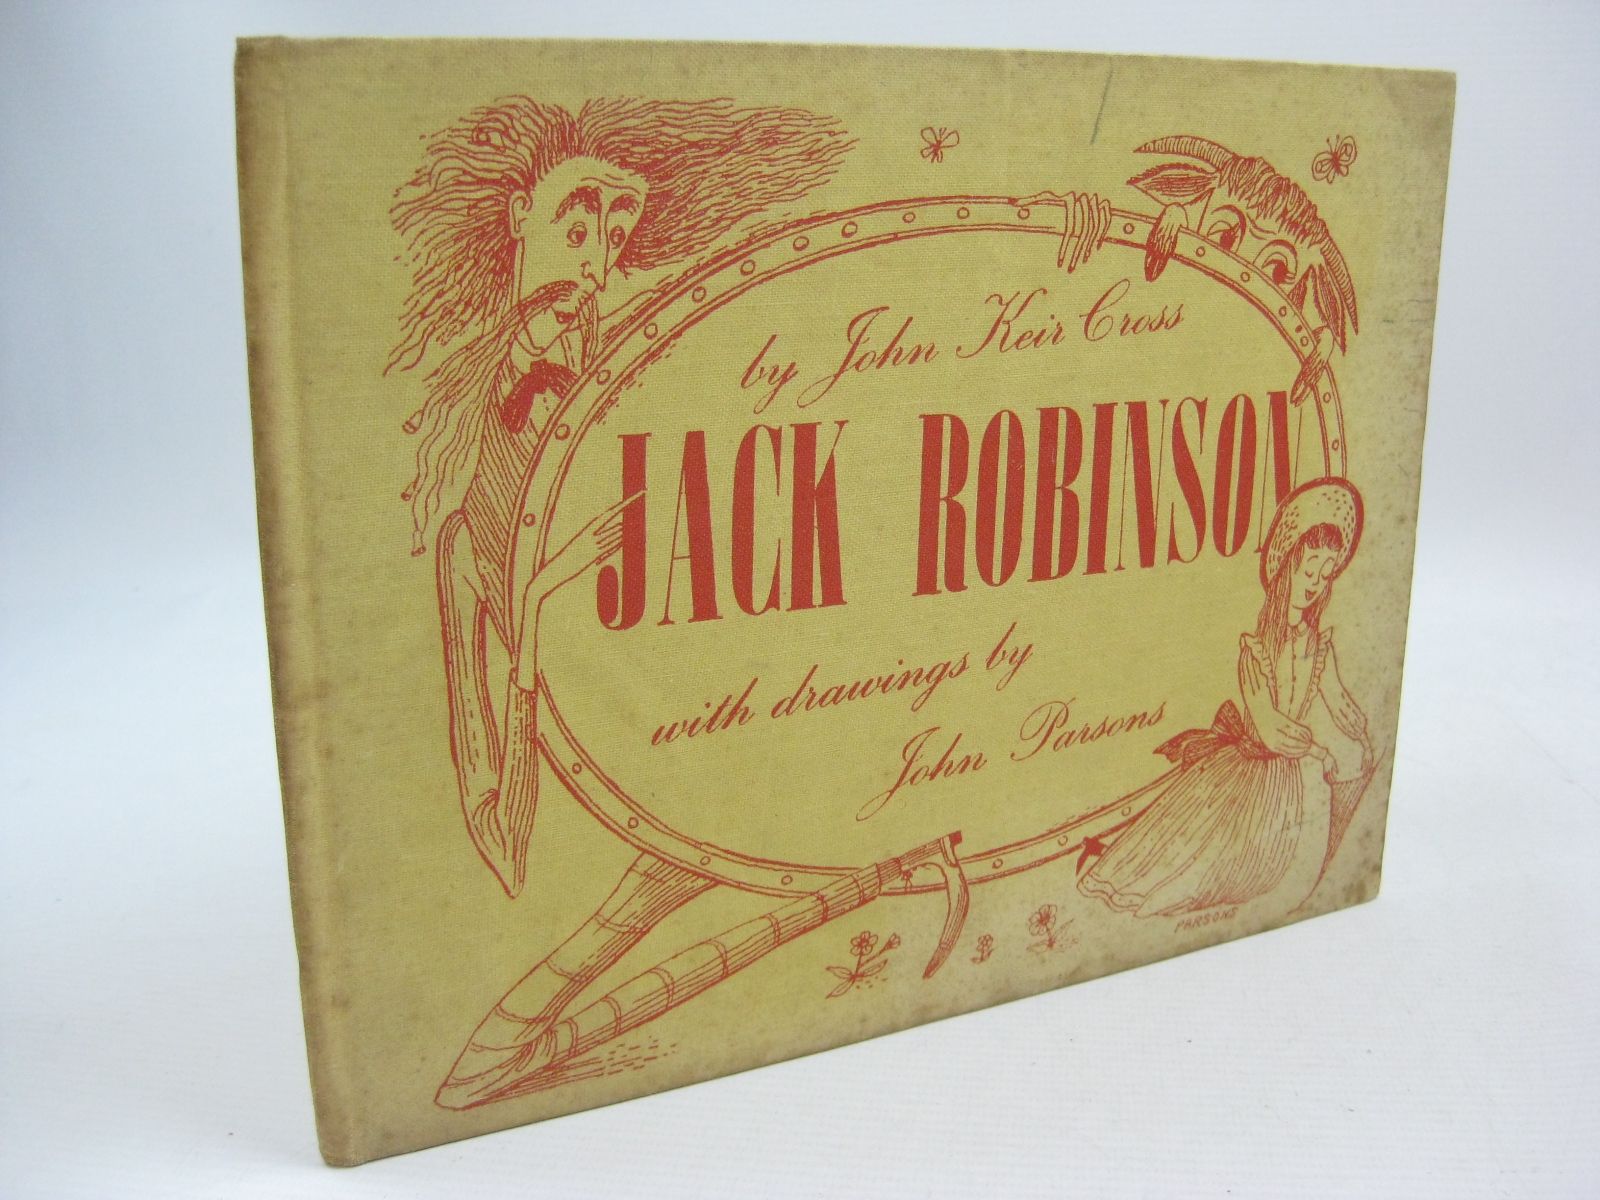 by John Keir Cross
JACK ROBINSON
with drawings by
John Parsons
PARSONS